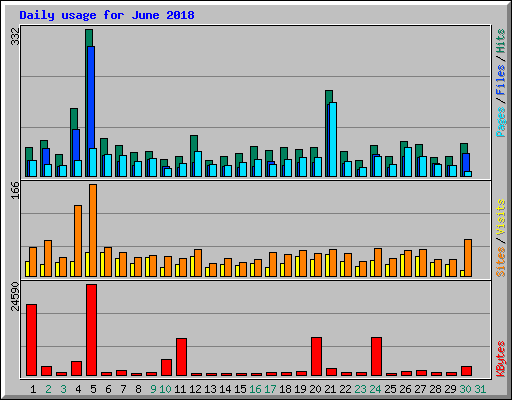 Daily usage for June 2018
332
Pages / Files / Hits
166
Sites / Visits
24590
KBytes
1 2 3 4 5 6 7 8 9 10 11 12 13 14 15 16 17 18 19 20 21 22 23 24 25 26 27 28 29 30 31